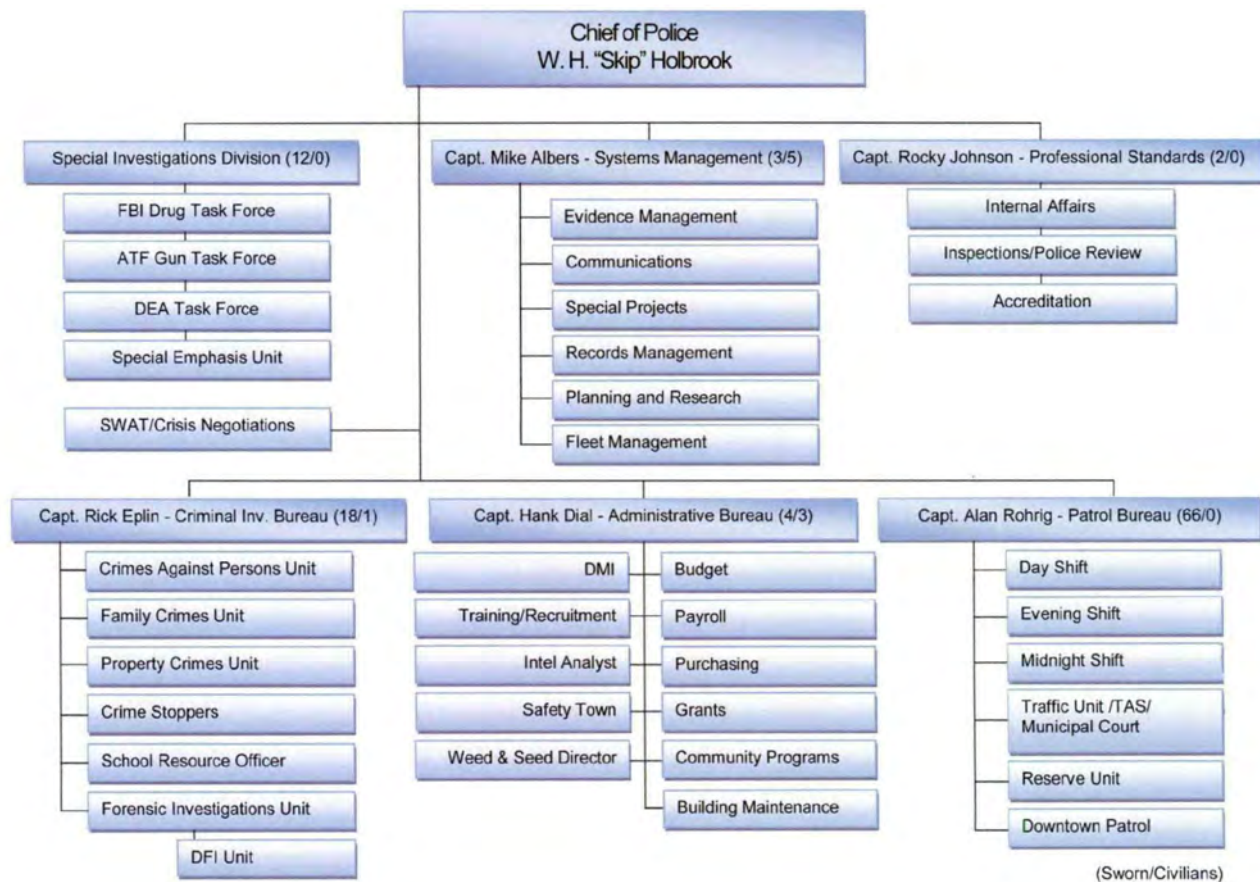 Chief of Police
W. H. “Skip” Holbrook
Special Investigations Division (12/0)
FBI Drug Task Force
ATF Gun Task Force
DEA Task Force
Special Emphasis Unit
SWAT/Crisis Negotiations
Capt. Mike Albers - Systems Management (3/5)
Evidence Management
Communications
Special Projects
Records Management
Planning and Research
Fleet Management
Capt. Rocky Johnson - Professional Standards (2/0)
Internal Affairs
Inspections/Police Review
Accreditation
Capt. Rick Eplin - Criminal Inv. Bureau (18/1)
Crimes Against Persons Unit
Family Crimes Unit
Property Crimes Unit
Crime Stoppers
School Resource Officer
Forensic Investigations Unit
DFI Unit
Capt. Hank Dial - Administrative Bureau (4/3)
DMI
Training/Recruitment
Intel Analyst
Safety Town
Weed & Seed Director
Budget
Payroll
Purchasing
Grants
Community Programs
Building Maintenance
Capt. Alan Rohrig - Patrol Bureau (66/0)
Day Shift
Evening Shift
Midnight Shift
Traffic Unit /TAS/
Municipal Court
Reserve Unit
Downtown Patrol
(Sworn/Civilians)